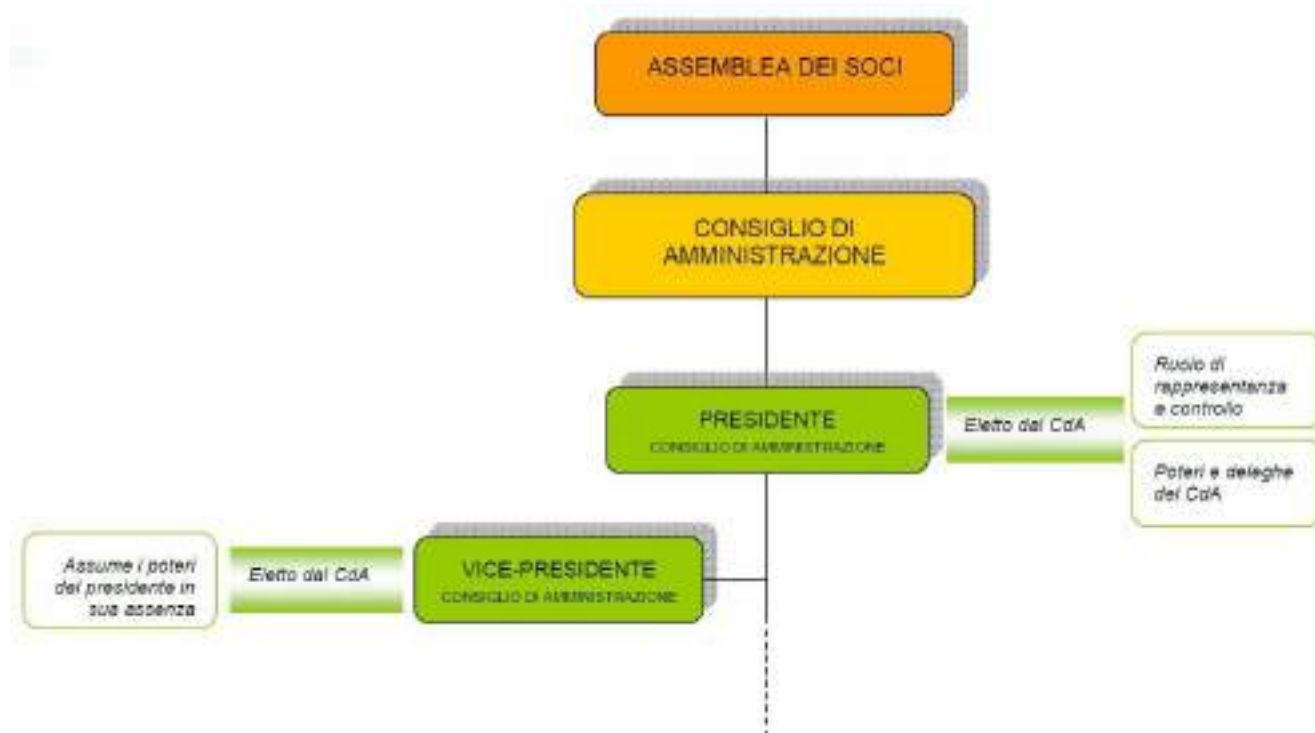 ASSEMBLEA DEI SOCI
CONSIGLIO DI
AMMINISTRAZIONE
PRESIDENTE
CONSIGLIO DI AMMINISTRAZIONE
Eletto dal CdA
Ruolo di
rappresentanza
e controllo
Poteri e deleghe
del CdA
VICE-PRESIDENTE
CONSIGLIO DI AMMINISTRAZIONE
Eletto dal CdA
Assume i poteri
del presidente in
sua assenza